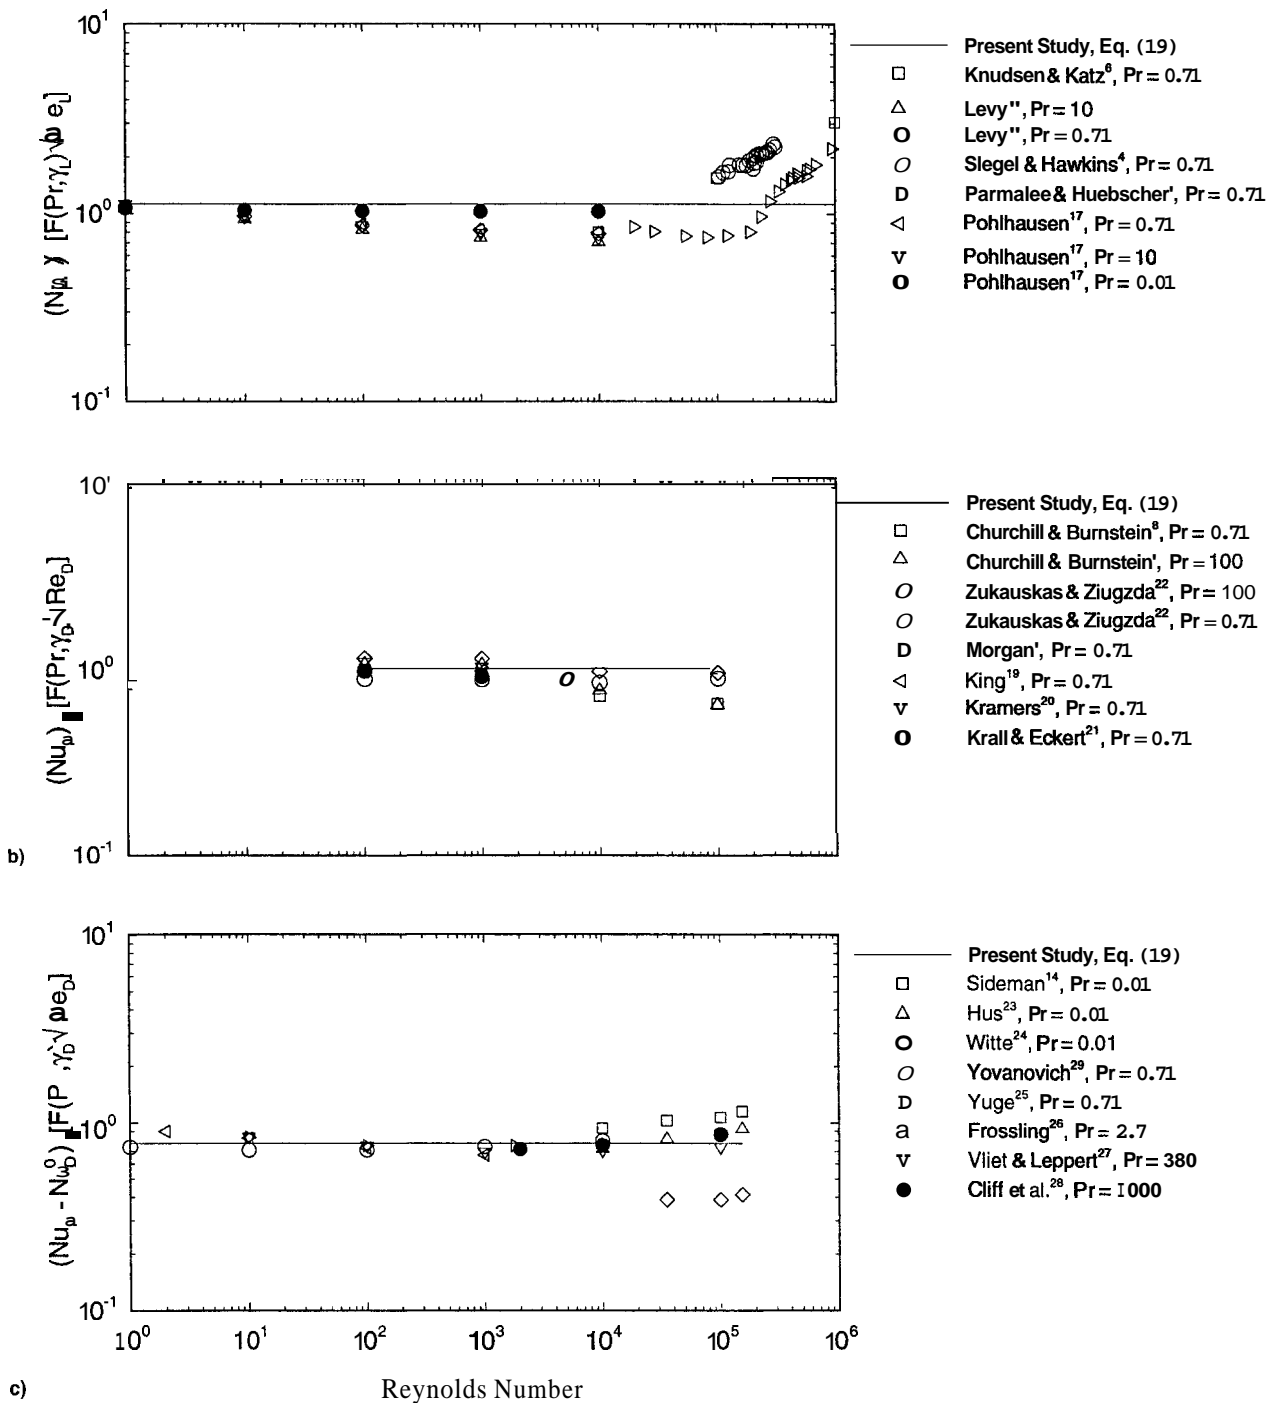 10¹
10⁰
10⁻¹
Present Study, Eq. (19)
Knudsen & Katz⁶, Pr = 0.71
Levy'', Pr = 10
Levy'', Pr = 0.71
Slegel & Hawkins⁴, Pr = 0.71
D Parmalee & Huebscher', Pr = 0.71
Pohlhausen¹⁷, Pr = 0.71
v Pohlhausen¹⁷, Pr = 10
O Pohlhausen¹⁷, Pr = 0.01
10'
10⁰
10⁻¹
b)
Present Study, Eq. (19)
Churchill & Burnstein⁸, Pr = 0.71
Churchill & Burnstein', Pr = 100
O Zukauskas & Ziugzda²², Pr = 100
O Zukauskas & Ziugzda²², Pr = 0.71
D Morgan', Pr = 0.71
King¹⁹, Pr = 0.71
v Kramers²⁰, Pr = 0.71
O Krall & Eckert²¹, Pr = 0.71
10¹
10⁰
10⁻¹
Present Study, Eq. (19)
Sideman¹⁴, Pr = 0.01
Hus²³, Pr = 0.01
O Witte²⁴, Pr = 0.01
O Yovanovich²⁹, Pr = 0.71
D Yuge²⁵, Pr = 0.71
a Frossling²⁶, Pr = 2.7
v Vliet & Leppert²⁷, Pr = 380
Cliff et al.²⁸, Pr = I000
10⁰ 10¹ 10² 10³ 10⁴ 10⁵ 10⁶
c)
Reynolds Number